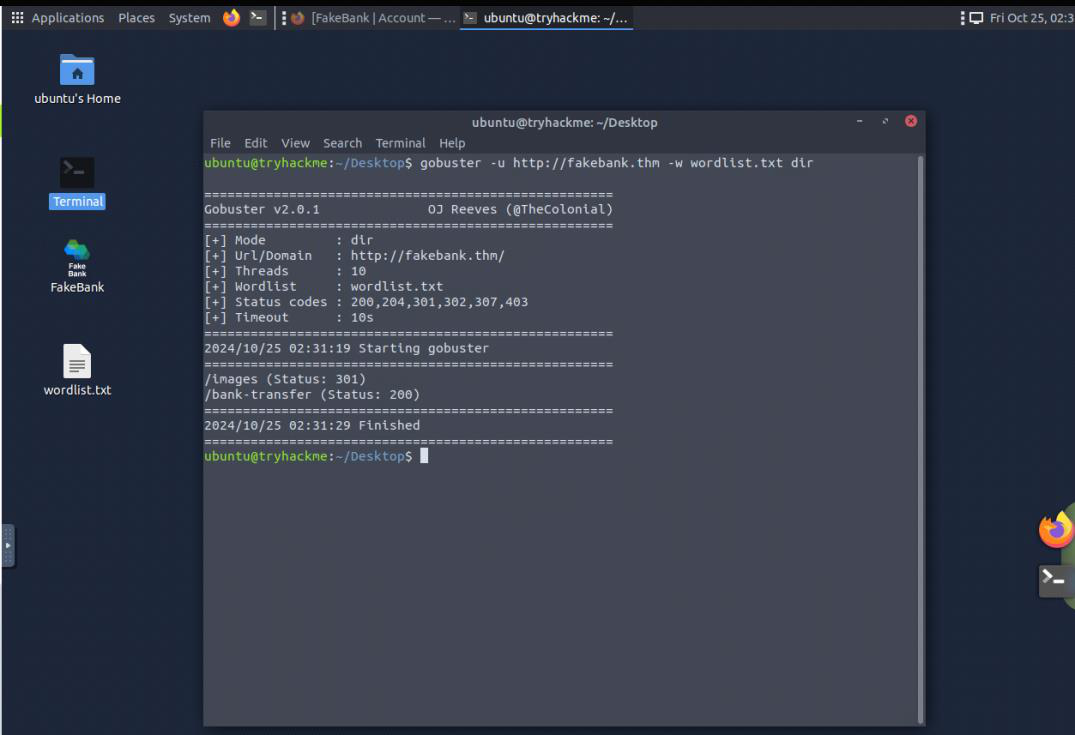 Applications Places System [FakeBank | Account — ... ubuntu@tryhackme: ~/... Fri Oct 25, 02:3
ubuntu's Home
Terminal
Fake
Bank
FakeBank
wordlist.txt
ubuntu@tryhackme: ~/Desktop
File Edit View Search Terminal Help
ubuntu@tryhackme:~/Desktop$ gobuster -u http://fakebank.thm -w wordlist.txt dir
=====================================================
Gobuster v2.0.1              OJ Reeves (@TheColonial)
=====================================================
[+] Mode         : dir
[+] Url/Domain   : http://fakebank.thm/
[+] Threads      : 10
[+] Wordlist     : wordlist.txt
[+] Status codes : 200,204,301,302,307,403
[+] Timeout      : 10s
=====================================================
2024/10/25 02:31:19 Starting gobuster
=====================================================
/images (Status: 301)
/bank-transfer (Status: 200)
=====================================================
2024/10/25 02:31:29 Finished
=====================================================
ubuntu@tryhackme:~/Desktop$